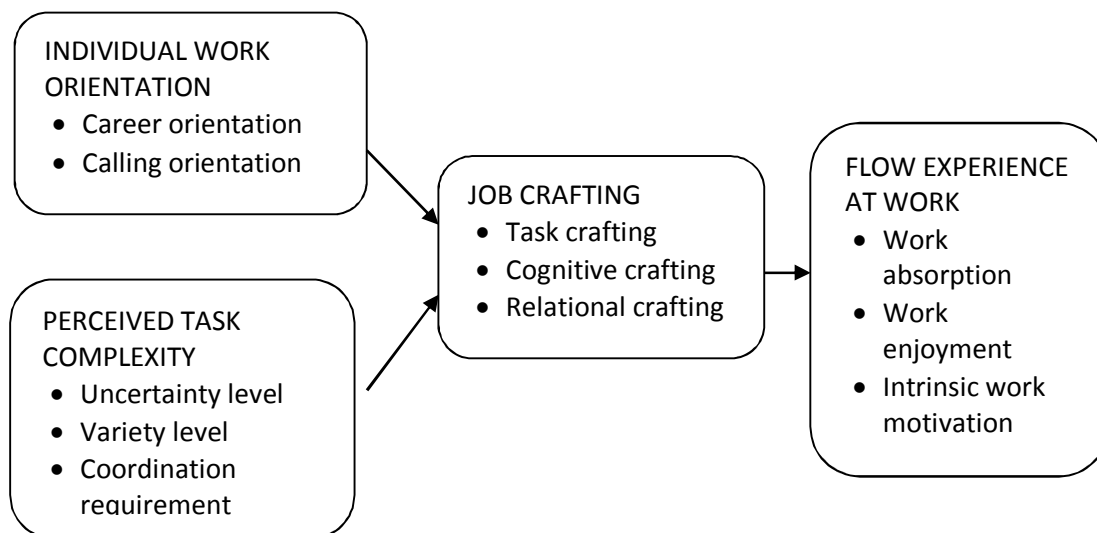 INDIVIDUAL WORK
ORIENTATION
• Career orientation
• Calling orientation
PERCEIVED TASK
COMPLEXITY
• Uncertainty level
• Variety level
• Coordination
requirement
JOB CRAFTING
• Task crafting
• Cognitive crafting
• Relational crafting
FLOW EXPERIENCE
AT WORK
• Work
absorption
• Work
enjoyment
• Intrinsic work
motivation